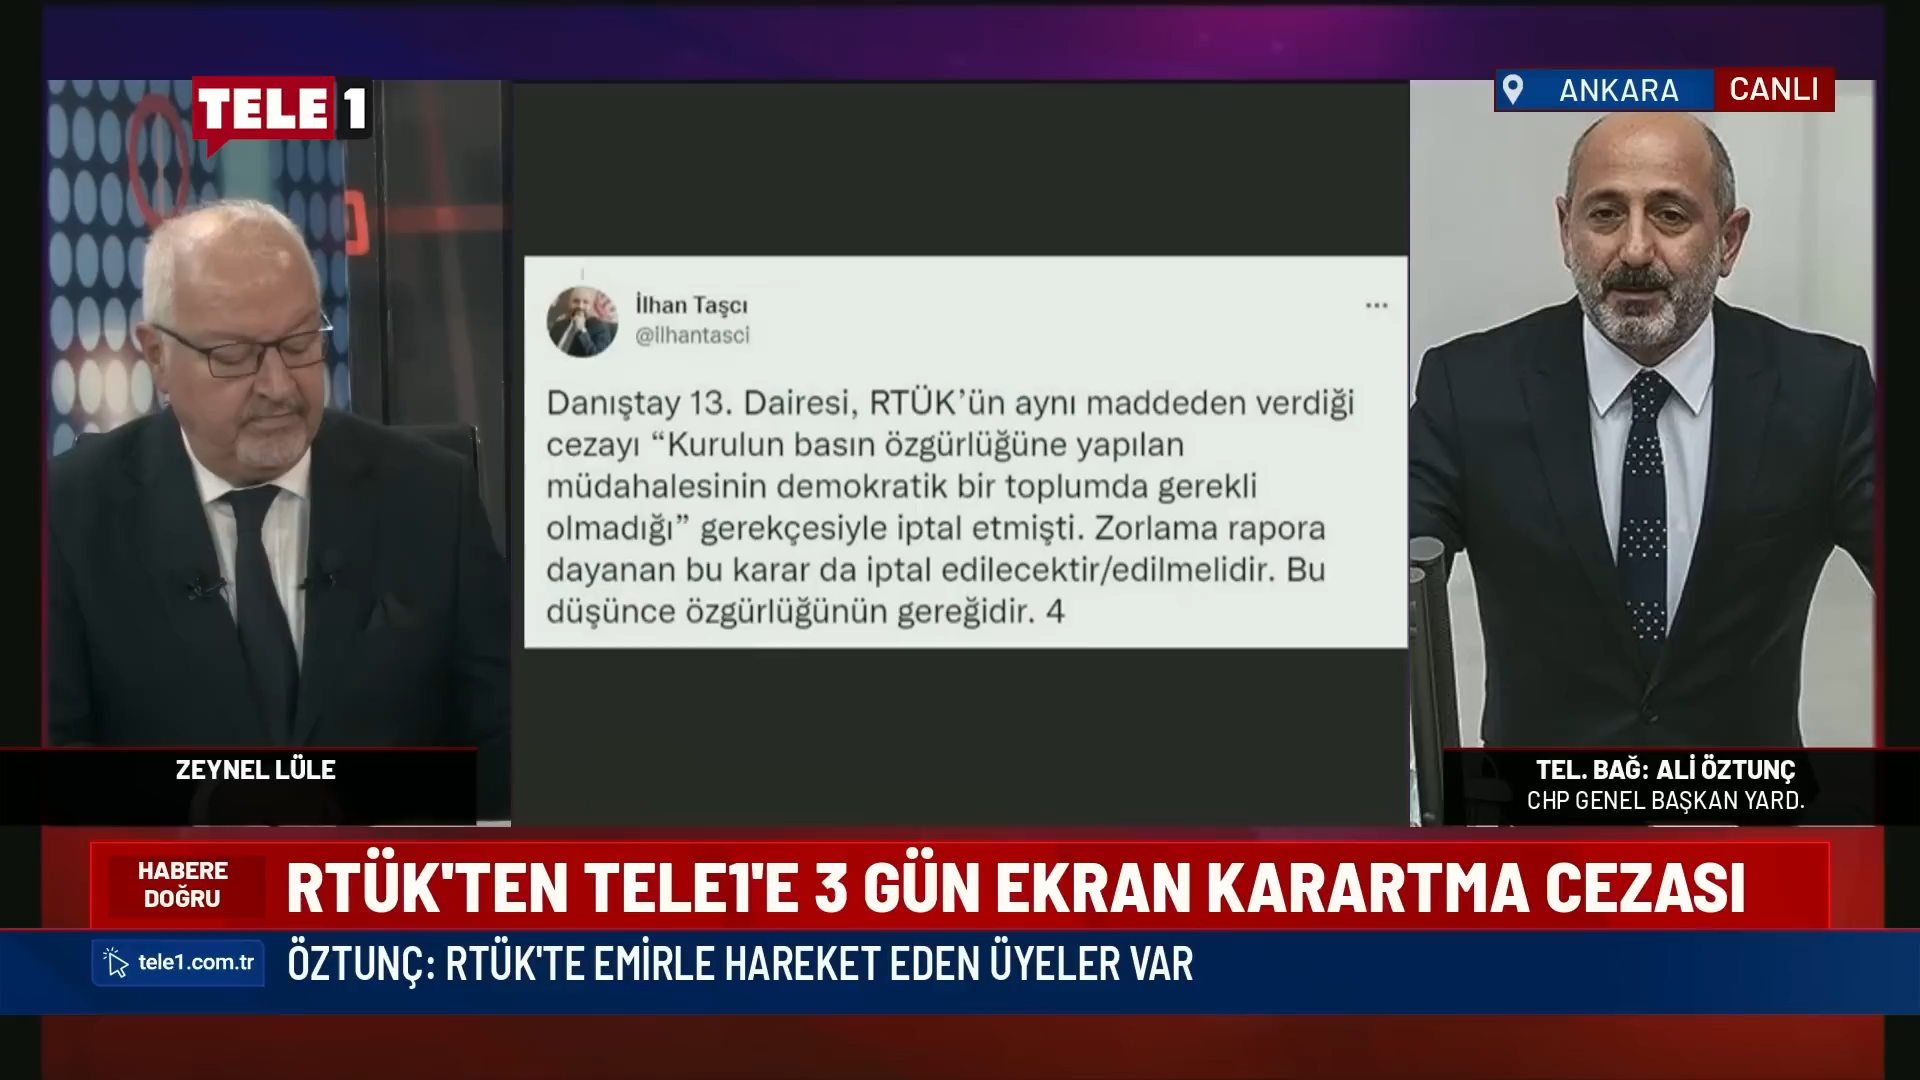 TELE 1
ANKARA
CANLI
İlhan Taşcı
@ilhantasci
Danıştay 13. Dairesi, RTÜK’ün aynı maddeden verdiği
cezayı “Kurulun basın özgürlüğüne yapılan
müdahalesinin demokratik bir toplumda gerekli
olmadığı” gerekçesiyle iptal etmişti. Zorlama rapora
dayanan bu karar da iptal edilecektir/edilmelidir. Bu
düşünce özgürlüğünün gereğidir. 4
ZEYNEL LÜLE
TEL. BAĞ: ALİ ÖZTUNÇ
CHP GENEL BAŞKAN YARD.
HABERE
DOĞRU
RTÜK'TEN TELE1'E 3 GÜN EKRAN KARARTMA CEZASI
tele1.com.tr
ÖZTUNÇ: RTÜK'TE EMİRLE HAREKET EDEN ÜYELER VAR